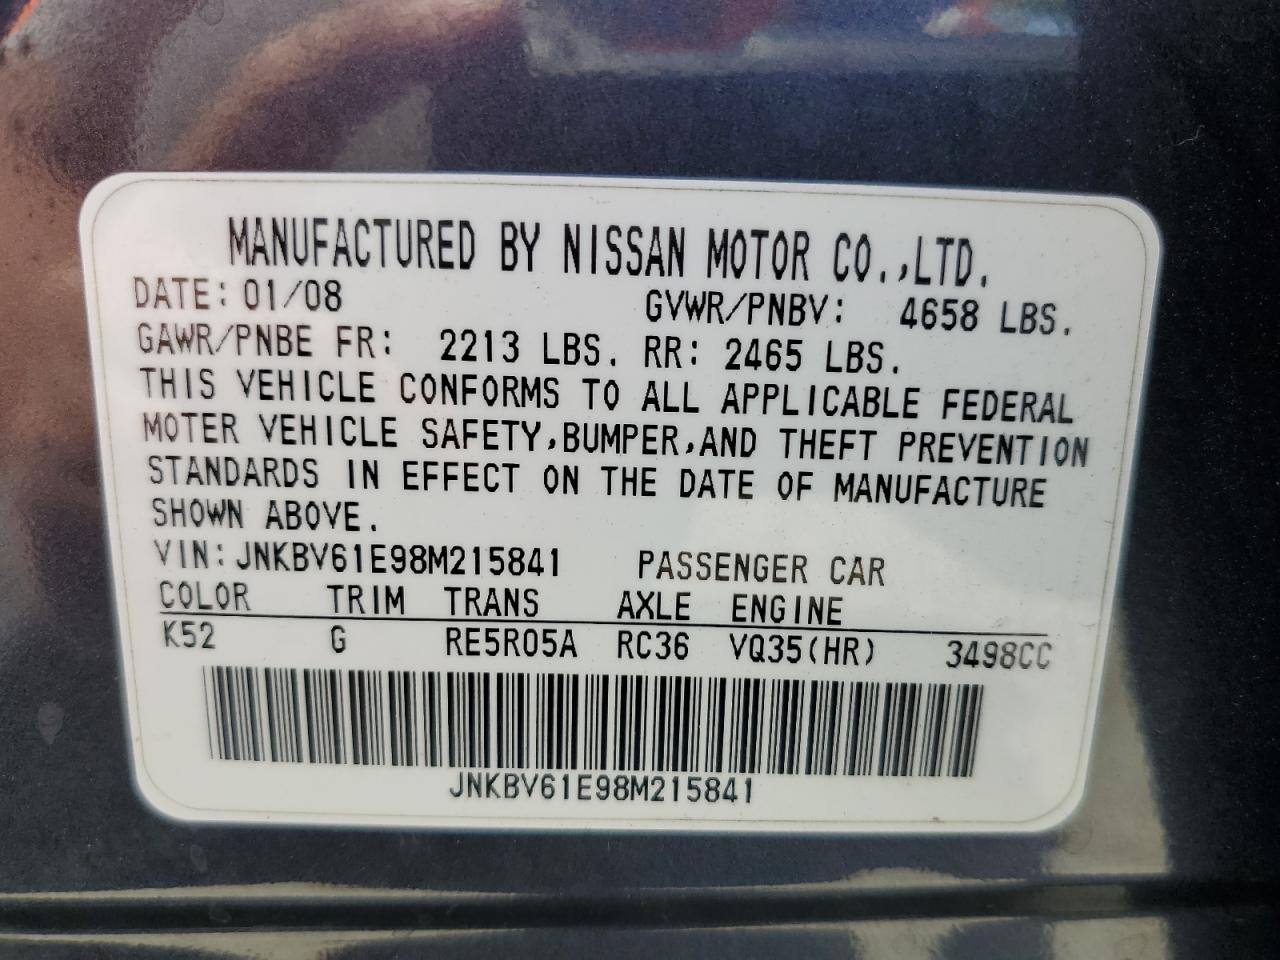 MANUFACTURED BY NISSAN MOTOR CO.,LTD.
DATE: 01/08 GVWR/PNBV: 4658 LBS.
GAWR/PNBE FR: 2213 LBS. RR: 2465 LBS.
THIS VEHICLE CONFORMS TO ALL APPLICABLE FEDERAL
MOTER VEHICLE SAFETY,BUMPER,AND THEFT PREVENTION
STANDARDS IN EFFECT ON THE DATE OF MANUFACTURE
SHOWN ABOVE.
VIN: JNKBV61E98M215841 PASSENGER CAR
COLOR TRIM TRANS AXLE ENGINE
K52 G RE5R05A RC36 VQ35(HR) 3498CC
JNKBV61E98M215841